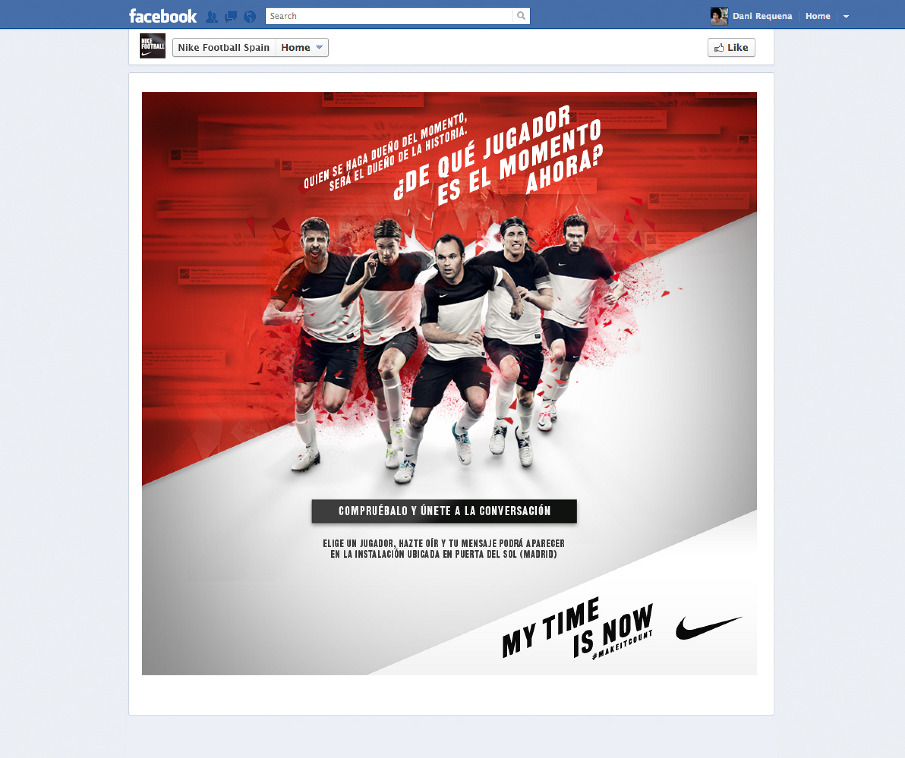 facebook
Search
Dani Requena
Home
NIKE
FOOTBALL
Nike Football Spain
Home
Like
QUIEN SE HAGA DUEÑO DEL MOMENTO,
SERÁ EL DUEÑO DE LA HISTORIA.
¿DE QUÉ JUGADOR
ES EL MOMENTO
AHORA?
COMPRUÉBALO Y ÚNETE A LA CONVERSACIÓN
ELIGE UN JUGADOR, HAZTE OÍR Y TU MENSAJE PODRÁ APARECER
EN LA INSTALACIÓN UBICADA EN PUERTA DEL SOL (MADRID)
MY TIME
IS NOW
#MAKEITCOUNT